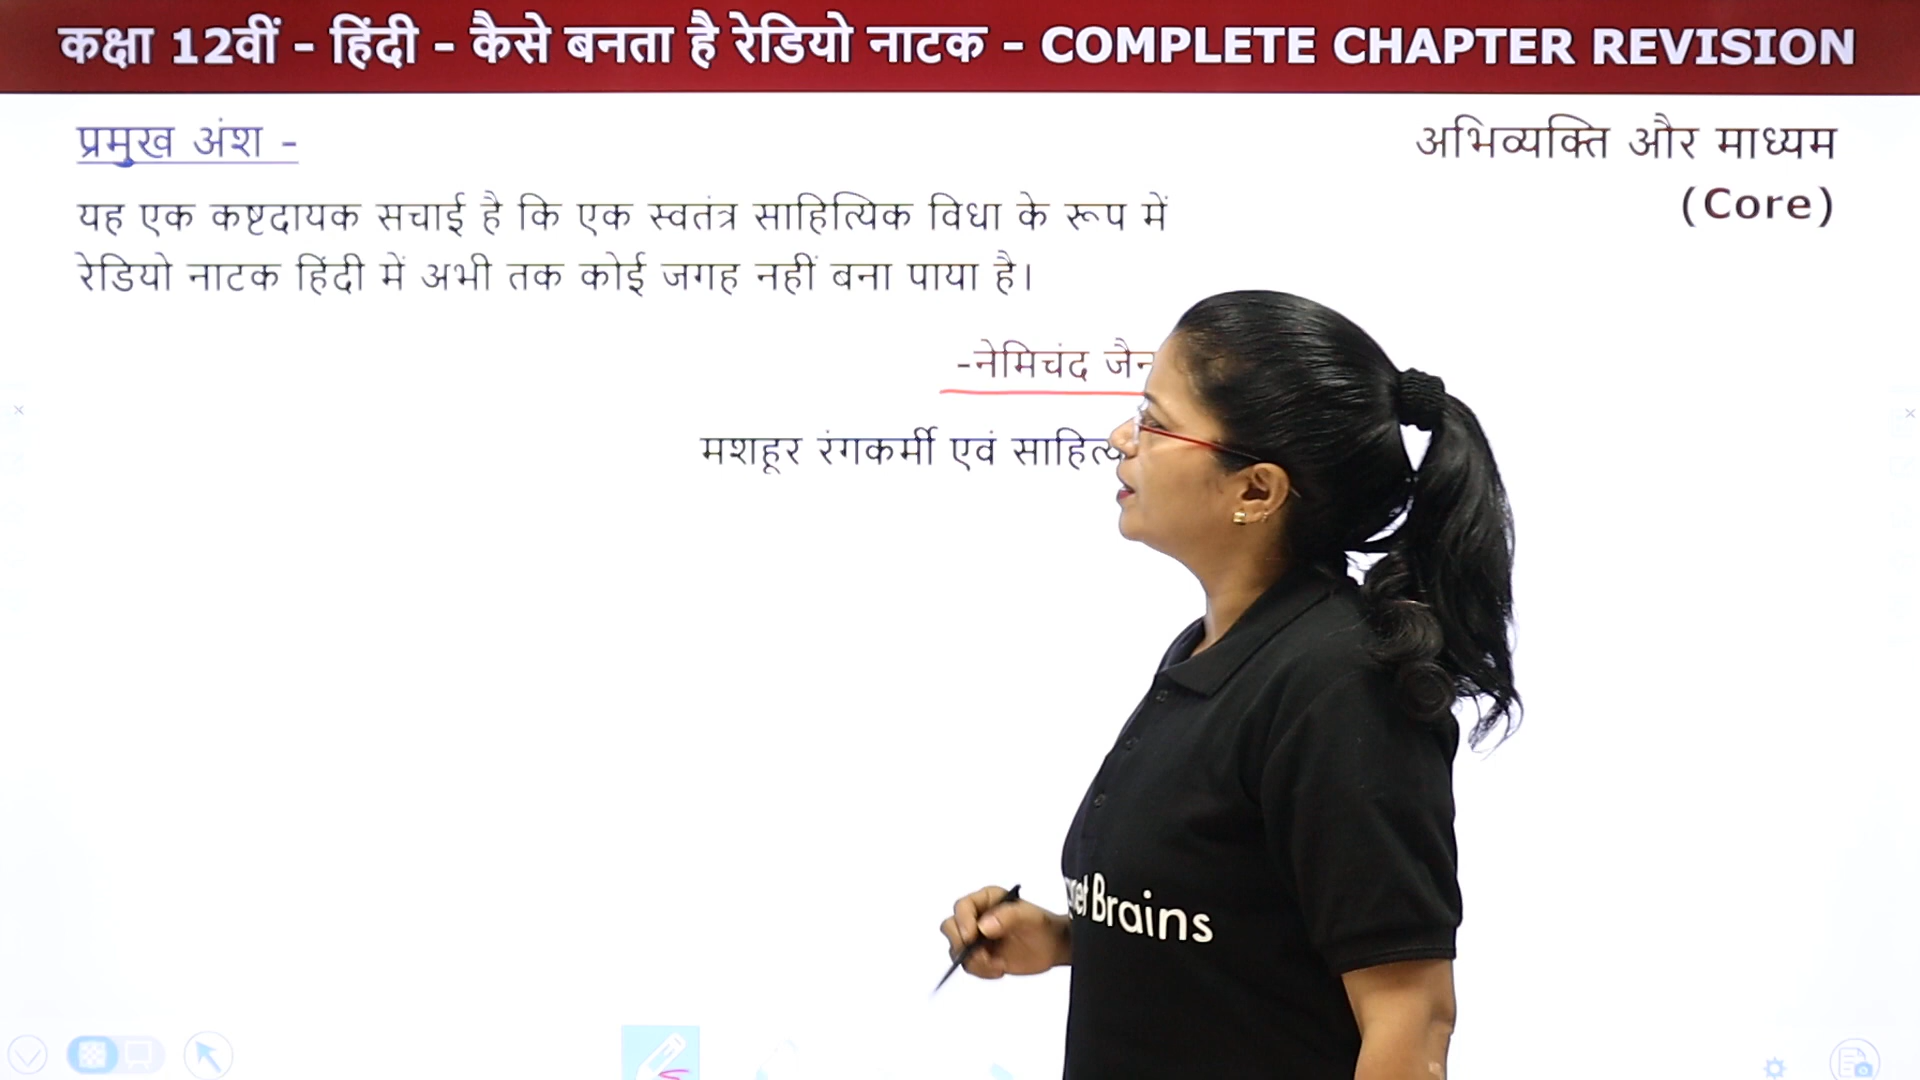 कक्षा 12वीं - हिंदी - कैसे बनता है रेडियो नाटक - COMPLETE CHAPTER REVISION
प्रमुख अंश -
अभिव्यक्ति और माध्यम
(Core)
यह एक कष्टदायक सचाई है कि एक स्वतंत्र साहित्यिक विधा के रूप में
रेडियो नाटक हिंदी में अभी तक कोई जगह नहीं बना पाया है।
-नेमिचंद जैन
मशहूर रंगकर्मी एवं
Brains